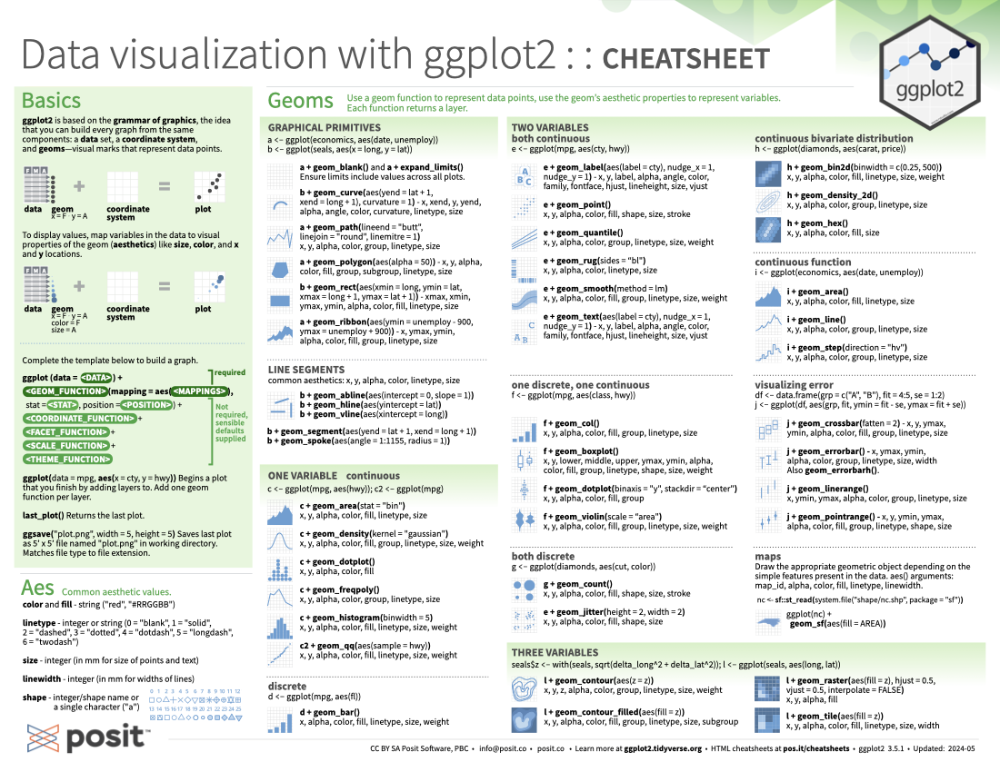 Data visualization with ggplot2 : : CHEATSHEET
ggplot2
Basics
ggplot2 is based on the grammar of graphics, the idea
that you can build every graph from the same
components: a data set, a coordinate system,
and geoms—visual marks that represent data points.
F M A
data geom coordinate plot
x = F y = A system
To display values, map variables in the data to visual
properties of the geom (aesthetics) like size, color, and x
and y locations.
F M A
data geom coordinate plot
x = F y = A system
color = F
size = A
Complete the template below to build a graph.
required
ggplot (data = <DATA>) +
<GEOM_FUNCTION>(mapping = aes(<MAPPINGS>),
stat = <STAT>, position = <POSITION>) +
<COORDINATE_FUNCTION> +
<FACET_FUNCTION> +
<SCALE_FUNCTION> +
<THEME_FUNCTION>
Not
required,
sensible
defaults
supplied
ggplot(data = mpg, aes(x = cty, y = hwy)) Begins a plot
that you finish by adding layers to. Add one geom
function per layer.
last_plot() Returns the last plot.
ggsave("plot.png", width = 5, height = 5) Saves last plot
as 5' x 5' file named "plot.png" in working directory.
Matches file type to file extension.
Aes Common aesthetic values.
color and fill - string ("red", "#RRGGBB")
linetype - integer or string (0 = "blank", 1 = "solid",
2 = "dashed", 3 = "dotted", 4 = "dotdash", 5 = "longdash",
6 = "twodash")
size - integer (in mm for size of points and text)
linewidth - integer (in mm for widths of lines)
shape - integer/shape name or
a single character ("a")
0 1 2 3 4 5 6 7 8 9 10 11 12
13 14 15 16 17 18 19 20 21 22 23 24 25
posit™
Geoms
Use a geom function to represent data points, use the geom's aesthetic properties to represent variables.
Each function returns a layer.
GRAPHICAL PRIMITIVES
a <- ggplot(economics, aes(date, unemploy))
b <- ggplot(seals, aes(x = long, y = lat))
a + geom_blank() and a + expand_limits()
Ensure limits include values across all plots.
b + geom_curve(aes(yend = lat + 1,
xend = long + 1), curvature = 1) - x, xend, y, yend,
alpha, angle, color, curvature, linetype, size
a + geom_path(lineend = "butt",
linejoin = "round", linemitre = 1)
x, y, alpha, color, group, linetype, size
a + geom_polygon(aes(alpha = 50)) - x, y, alpha,
color, fill, group, subgroup, linetype, size
b + geom_rect(aes(xmin = long, ymin = lat,
xmax = long + 1, ymax = lat + 1)) - xmax, xmin,
ymax, ymin, alpha, color, fill, linetype, size
a + geom_ribbon(aes(ymin = unemploy - 900,
ymax = unemploy + 900)) - x, ymax, ymin,
alpha, color, fill, group, linetype, size
LINE SEGMENTS
common aesthetics: x, y, alpha, color, linetype, size
b + geom_abline(aes(intercept = 0, slope = 1))
b + geom_hline(aes(yintercept = lat))
b + geom_vline(aes(xintercept = long))
b + geom_segment(aes(yend = lat + 1, xend = long + 1))
b + geom_spoke(aes(angle = 1:1155, radius = 1))
ONE VARIABLE continuous
c <- ggplot(mpg, aes(hwy)); c2 <- ggplot(mpg)
c + geom_area(stat = "bin")
x, y, alpha, color, fill, linetype, size
c + geom_density(kernel = "gaussian")
x, y, alpha, color, fill, group, linetype, size, weight
c + geom_dotplot()
x, y, alpha, color, fill
c + geom_freqpoly()
x, y, alpha, color, group, linetype, size
c + geom_histogram(binwidth = 5)
x, y, alpha, color, fill, linetype, size, weight
c2 + geom_qq(aes(sample = hwy))
x, y, alpha, color, fill, linetype, size, weight
discrete
d <- ggplot(mpg, aes(fl))
d + geom_bar()
x, alpha, color, fill, linetype, size, weight
TWO VARIABLES
both continuous
e <- ggplot(mpg, aes(cty, hwy))
A B C
e + geom_label(aes(label = cty), nudge_x = 1,
nudge_y = 1) - x, y, label, alpha, angle, color,
family, fontface, hjust, lineheight, size, vjust
e + geom_point()
x, y, alpha, color, fill, shape, size, stroke
e + geom_quantile()
x, y, alpha, color, group, linetype, size, weight
e + geom_rug(sides = "bl")
x, y, alpha, color, linetype, size
e + geom_smooth(method = lm)
x, y, alpha, color, fill, group, linetype, size, weight
A B C
e + geom_text(aes(label = cty), nudge_x = 1,
nudge_y = 1) - x, y, label, alpha, angle, color,
family, fontface, hjust, lineheight, size, vjust
one discrete, one continuous
f <- ggplot(mpg, aes(class, hwy))
f + geom_col()
x, y, alpha, color, fill, group, linetype, size
f + geom_boxplot()
x, y, lower, middle, upper, ymax, ymin, alpha,
color, fill, group, linetype, shape, size, weight
f + geom_dotplot(binaxis = "y", stackdir = "center")
x, y, alpha, color, fill, group
f + geom_violin(scale = "area")
x, y, alpha, color, fill, group, linetype, size, weight
both discrete
g <- ggplot(diamonds, aes(cut, color))
g + geom_count()
x, y, alpha, color, fill, shape, size, stroke
e + geom_jitter(height = 2, width = 2)
x, y, alpha, color, fill, shape, size
continuous bivariate distribution
h <- ggplot(diamonds, aes(carat, price))
h + geom_bin2d(binwidth = c(0.25, 500))
x, y, alpha, color, fill, linetype, size, weight
h + geom_density_2d()
x, y, alpha, color, group, linetype, size
h + geom_hex()
x, y, alpha, color, fill, size
continuous function
i <- ggplot(economics, aes(date, unemploy))
i + geom_area()
x, y, alpha, color, fill, linetype, size
i + geom_line()
x, y, alpha, color, group, linetype, size
i + geom_step(direction = "hv")
x, y, alpha, color, group, linetype, size
visualizing error
df <- data.frame(grp = c("A", "B"), fit = 4:5, se = 1:2)
j <- ggplot(df, aes(grp, fit, ymin = fit - se, ymax = fit + se))
j + geom_crossbar(fatten = 2) - x, y, ymax,
ymin, alpha, color, fill, group, linetype, size
j + geom_errorbar() - x, ymax, ymin,
alpha, color, group, linetype, size, width
Also geom_errorbarh().
j + geom_linerange()
x, ymin, ymax, alpha, color, group, linetype, size
j + geom_pointrange() - x, y, ymin, ymax,
alpha, color, fill, group, linetype, shape, size
maps
Draw the appropriate geometric object depending on the
simple features present in the data. aes() arguments:
map_id, alpha, color, fill, linetype, linewidth.
nc <- sf::st_read(system.file("shape/nc.shp", package = "sf"))
ggplot(nc) +
geom_sf(aes(fill = AREA))
THREE VARIABLES
seals$z <- with(seals, sqrt(delta_long^2 + delta_lat^2)); l <- ggplot(seals, aes(long, lat))
l + geom_contour(aes(z = z))
x, y, z, alpha, color, group, linetype, size, weight
l + geom_contour_filled(aes(fill = z))
x, y, alpha, color, fill, group, linetype, size, subgroup
l + geom_raster(aes(fill = z), hjust = 0.5,
vjust = 0.5, interpolate = FALSE)
x, y, alpha, fill
l + geom_tile(aes(fill = z))
x, y, alpha, color, fill, linetype, size, width
CC BY SA Posit Software, PBC • info@posit.co • posit.co • Learn more at ggplot2.tidyverse.org • HTML cheatsheets at pos.it/cheatsheets • ggplot2 3.5.1 • Updated: 2024-05